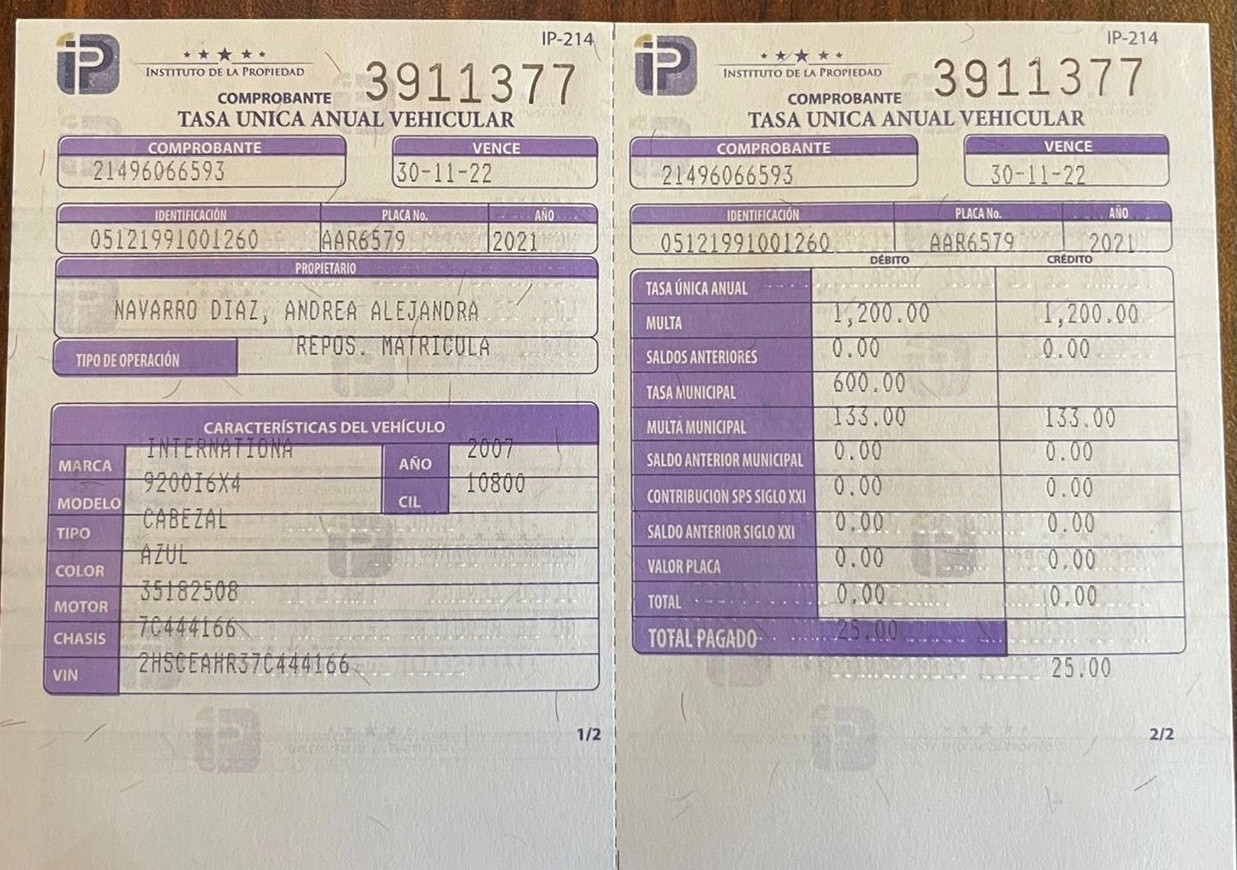 iP
INSTITUTO DE LA PROPIEDAD
IP-214
3911377
COMPROBANTE
TASA UNICA ANUAL VEHICULAR
COMPROBANTE VENCE
21496066593 30-11-22
IDENTIFICACIÓN PLACA No. AÑO
05121991001260 AAR6579 2021
PROPIETARIO
NAVARRO DIAZ, ANDREA ALEJANDRA
TIPO DE OPERACIÓN REPOS. MATRICULA
CARACTERÍSTICAS DEL VEHÍCULO
MARCA INTERNATIONA AÑO 2007
MODELO 9200I6X4 CIL 10800
TIPO CABEZAL
COLOR AZUL
MOTOR 35182508
CHASIS 7C444166
VIN 2HSCEAHR37C444166
1/2
iP
INSTITUTO DE LA PROPIEDAD
IP-214
3911377
COMPROBANTE
TASA UNICA ANUAL VEHICULAR
COMPROBANTE VENCE
21496066593 30-11-22
IDENTIFICACIÓN PLACA No. AÑO
05121991001260 AAR6579 2021
DÉBITO CRÉDITO
TASA ÚNICA ANUAL
MULTA 1,200.00 1,200.00
SALDOS ANTERIORES 0.00 0.00
TASA MUNICIPAL 600.00
MULTA MUNICIPAL 133.00 133.00
SALDO ANTERIOR MUNICIPAL 0.00 0.00
CONTRIBUCION SPS SIGLO XXI 0.00 0.00
SALDO ANTERIOR SIGLO XXI 0.00 0.00
VALOR PLACA 0.00 0.00
TOTAL 0.00 0.00
TOTAL PAGADO 25.00
25.00
2/2